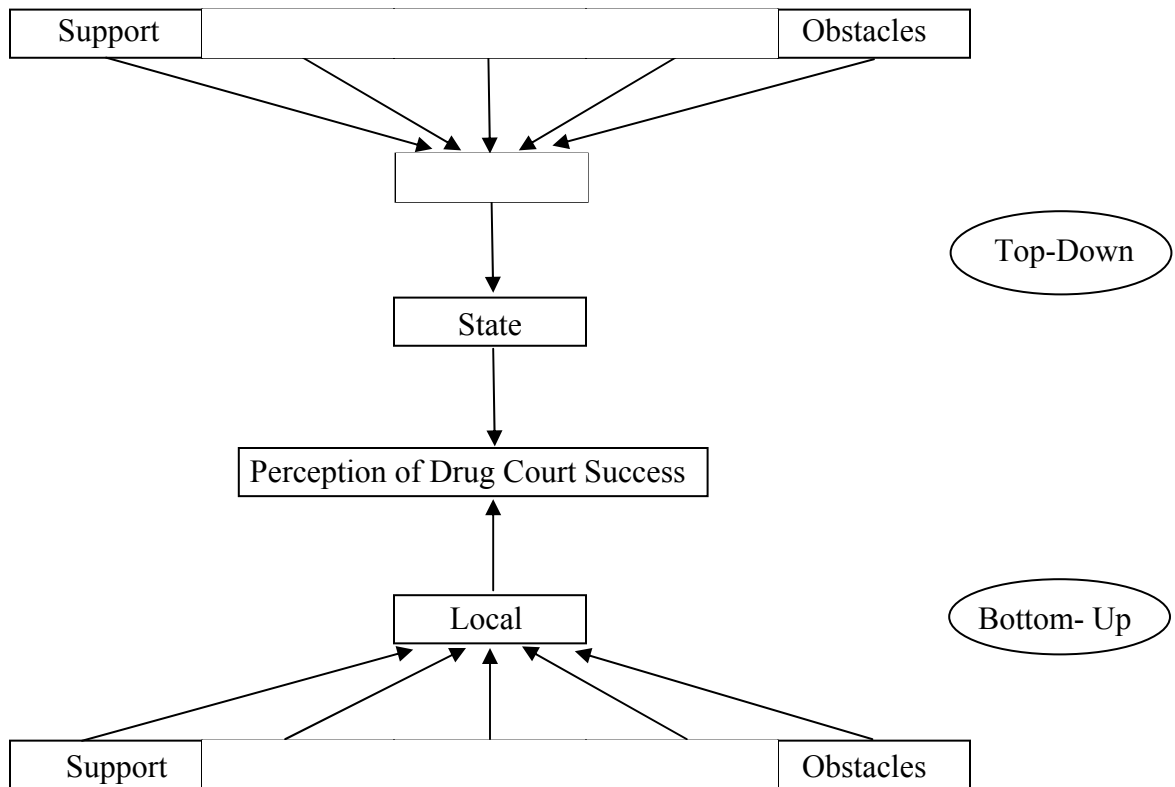 Support
Obstacles
Top-Down
State
Perception of Drug Court Success
Local
Bottom- Up
Support
Obstacles